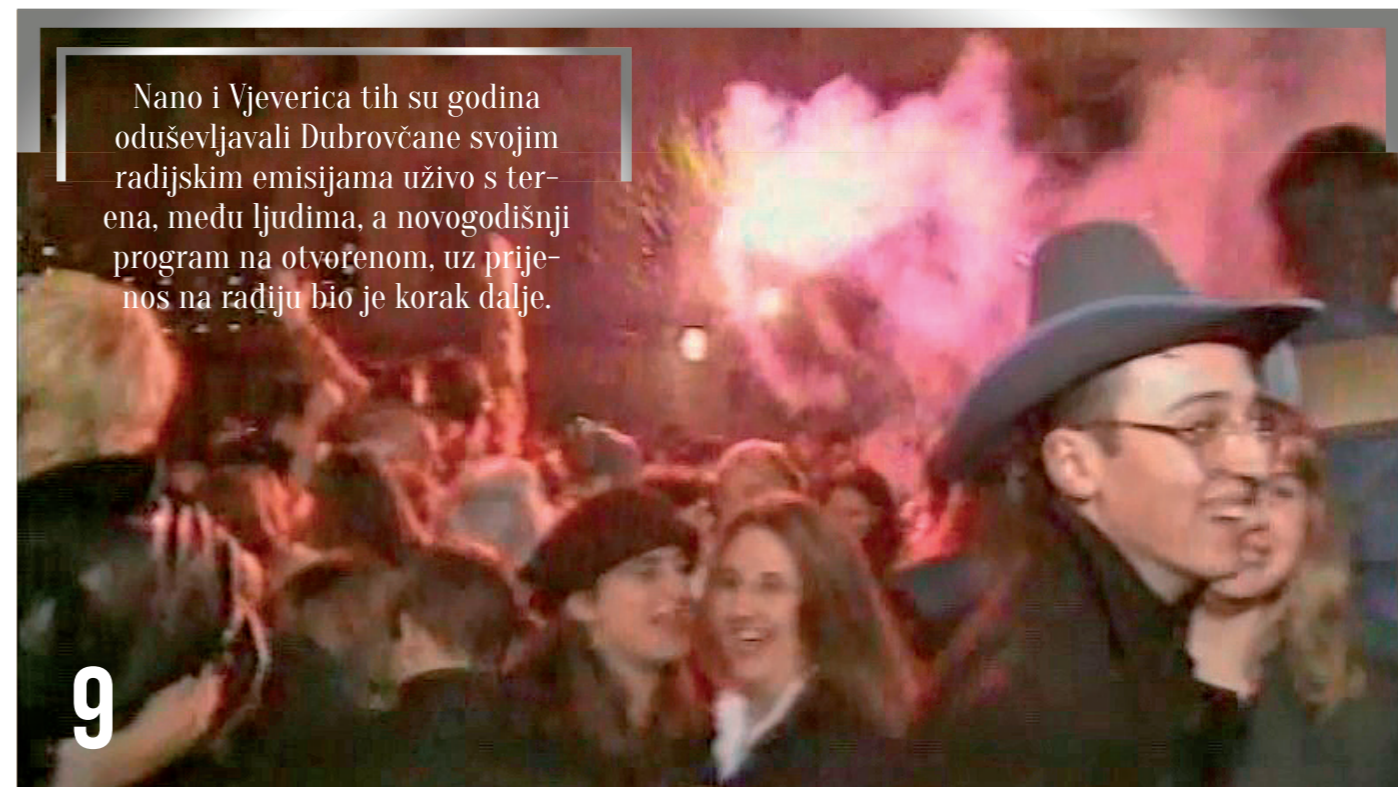 Nano i Vjeverica tih su godina
oduševljavali Dubrovčane svojim
radijskim emisijama uživo s ter-
ena, među ljudima, a novogodišnji
program na otvorenom, uz prije-
nos na radiju bio je korak dalje.
9